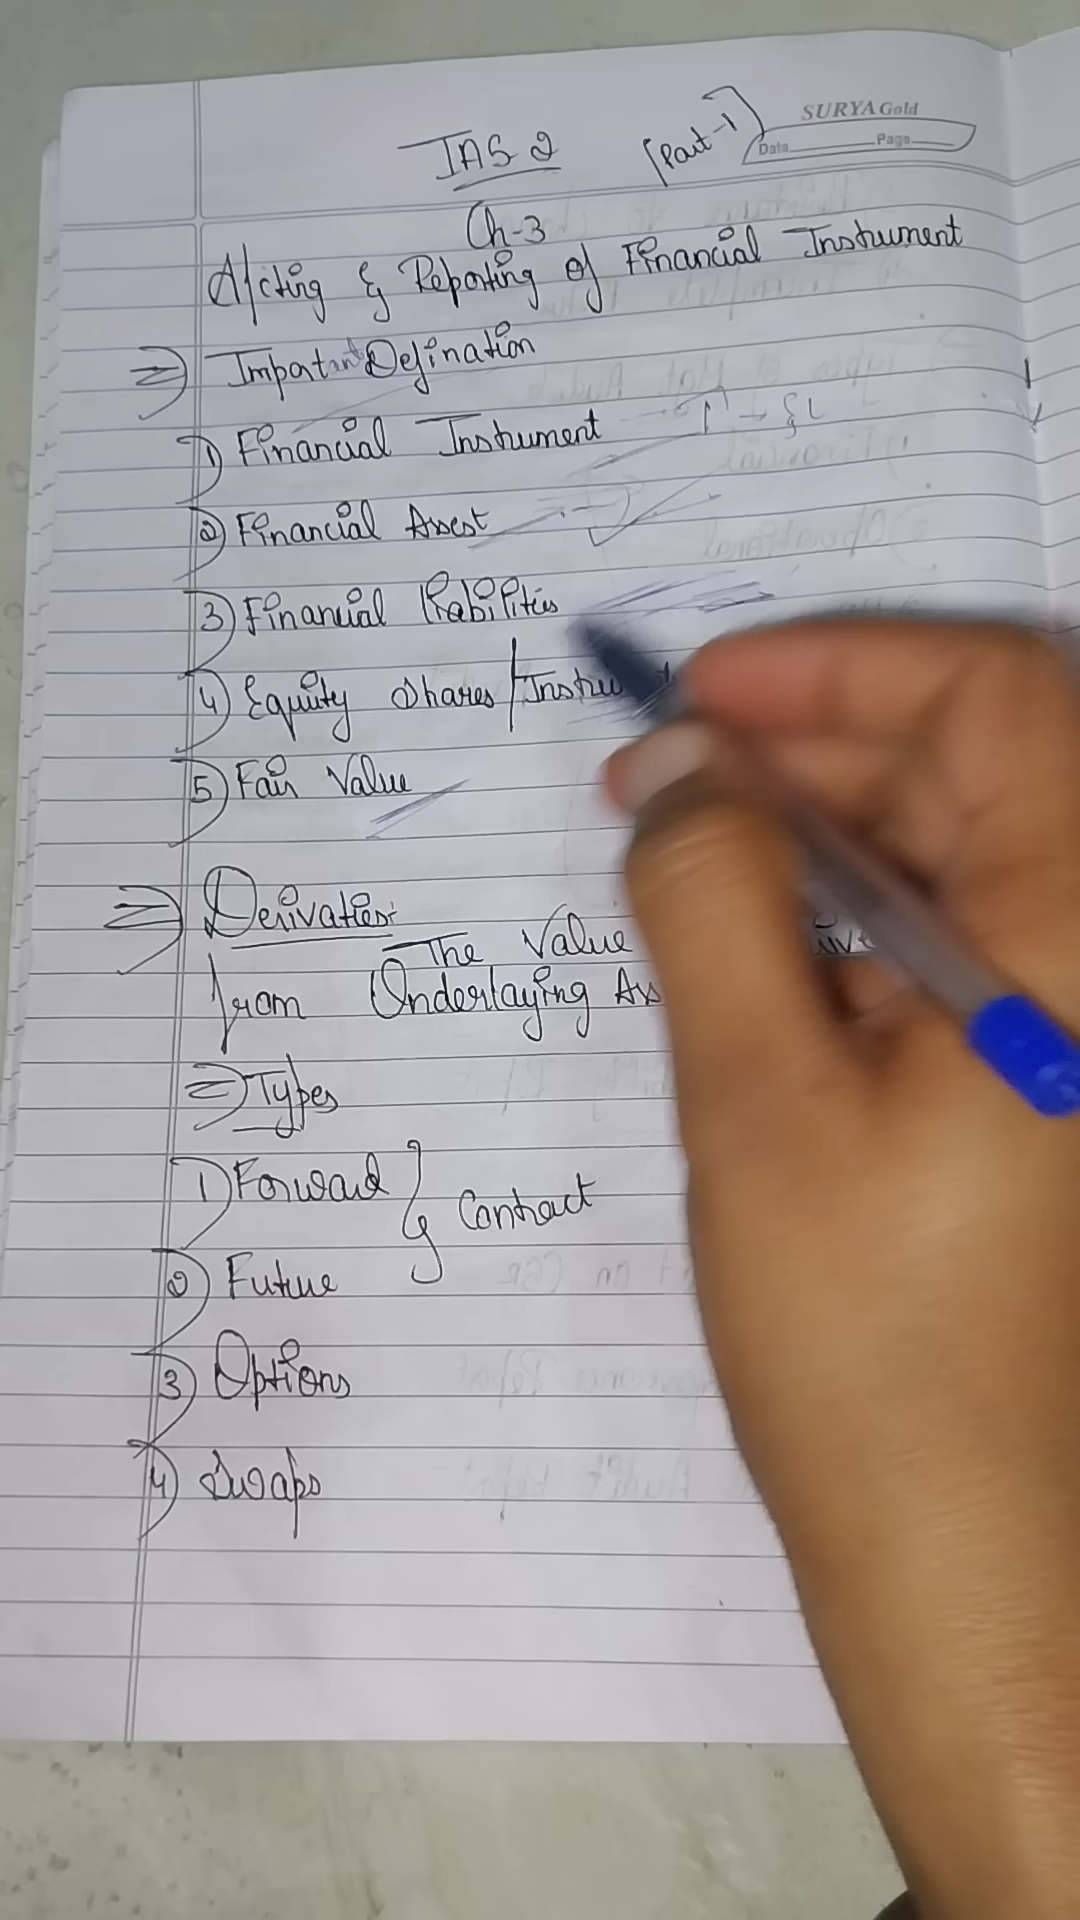 SURYA Gold
IAS 2 [Part-1]
Date Page
Ch-3
A/cting & Reporting of Financial Instrument
=> Important Defination
1) Financial Instrument
2) Financial Assest
3) Financial liabilities
4) Equity Shares/Instru
5) Fair Value
=> Derivaties:
The Value
from Underlaying As
=> Types
1) Forward } Contract
2) Future
3) Options
4) Swaps